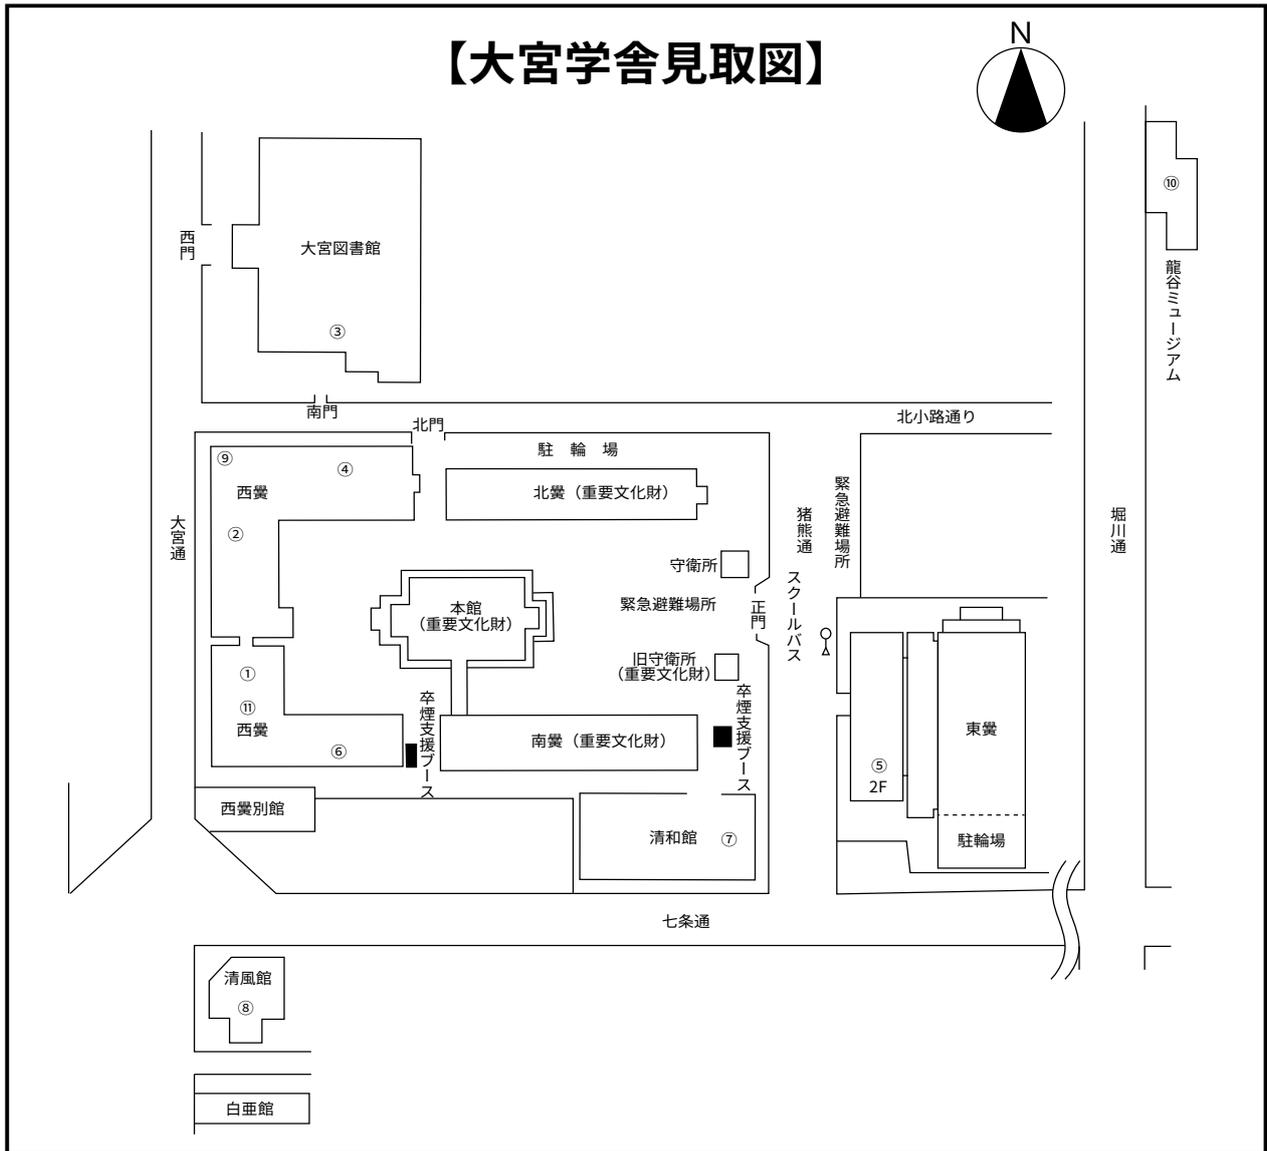 【大宮学舎見取図】
N
⑩
龍谷ミュージアム
西門
大宮図書館
③
南門
北門
北小路通り
⑨
④
西黌
②
駐 輪 場
北黌（重要文化財）
大宮通
猪熊通
緊急避難場所
堀川通
守衛所
スクールバス
緊急避難場所
正門
本館
（重要文化財）
旧守衛所
（重要文化財）
①
⑪
西黌
⑥
卒煙支援ブース
南黌（重要文化財）
卒煙支援ブース
東黌
⑤
2F
西黌別館
清和館
⑦
駐輪場
七条通
清風館
⑧
白亜館